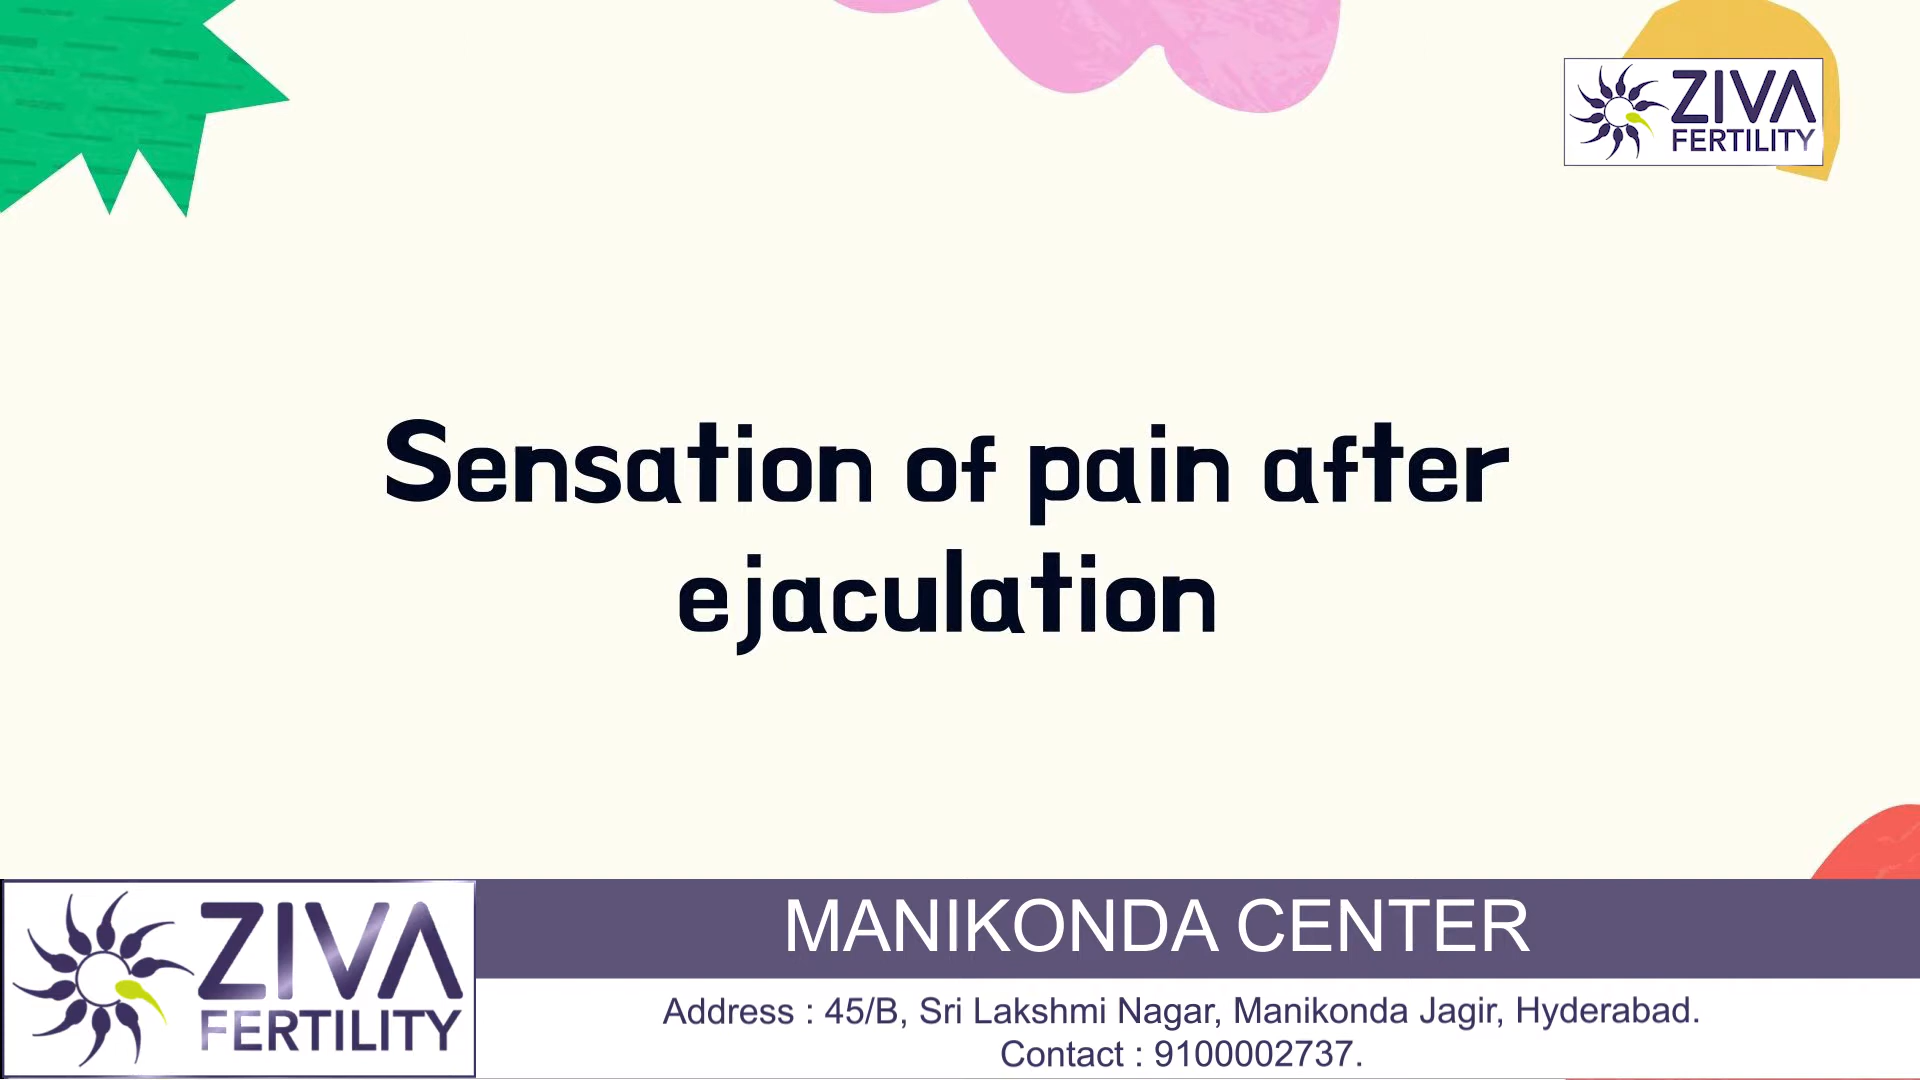 ZIVA
FERTILITY
Sensation of pain after
ejaculation
ZIVA
FERTILITY
MANIKONDA CENTER
Address : 45/B, Sri Lakshmi Nagar, Manikonda Jagir, Hyderabad.
Contact : 9100002737.